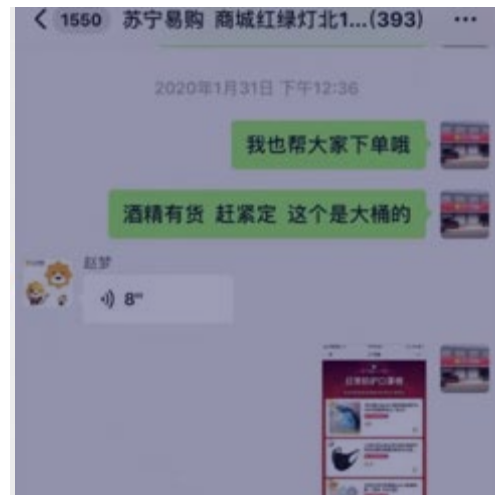 1550 苏宁易购 商城红绿灯北1...(393)
2020年1月31日 下午12:36
我也帮大家下单哦
酒精有货 赶紧定 这个是大桶的
赵梦
8"